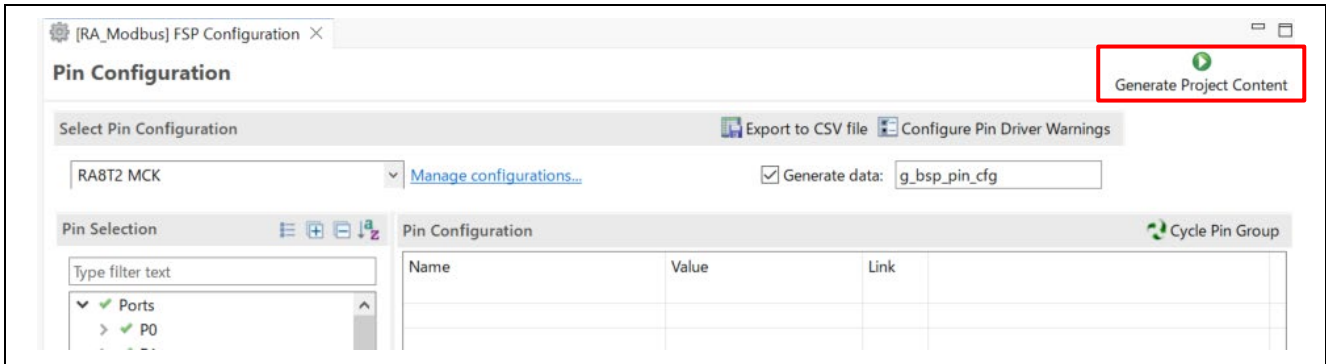 [RA_Modbus] FSP Configuration
Pin Configuration
Generate Project Content
Select Pin Configuration
Export to CSV file
Configure Pin Driver Warnings
RA8T2 MCK
Manage configurations...
Generate data:
g_bsp_pin_cfg
Pin Selection
Pin Configuration
Cycle Pin Group
Type filter text
Name
Value
Link
Ports
P0